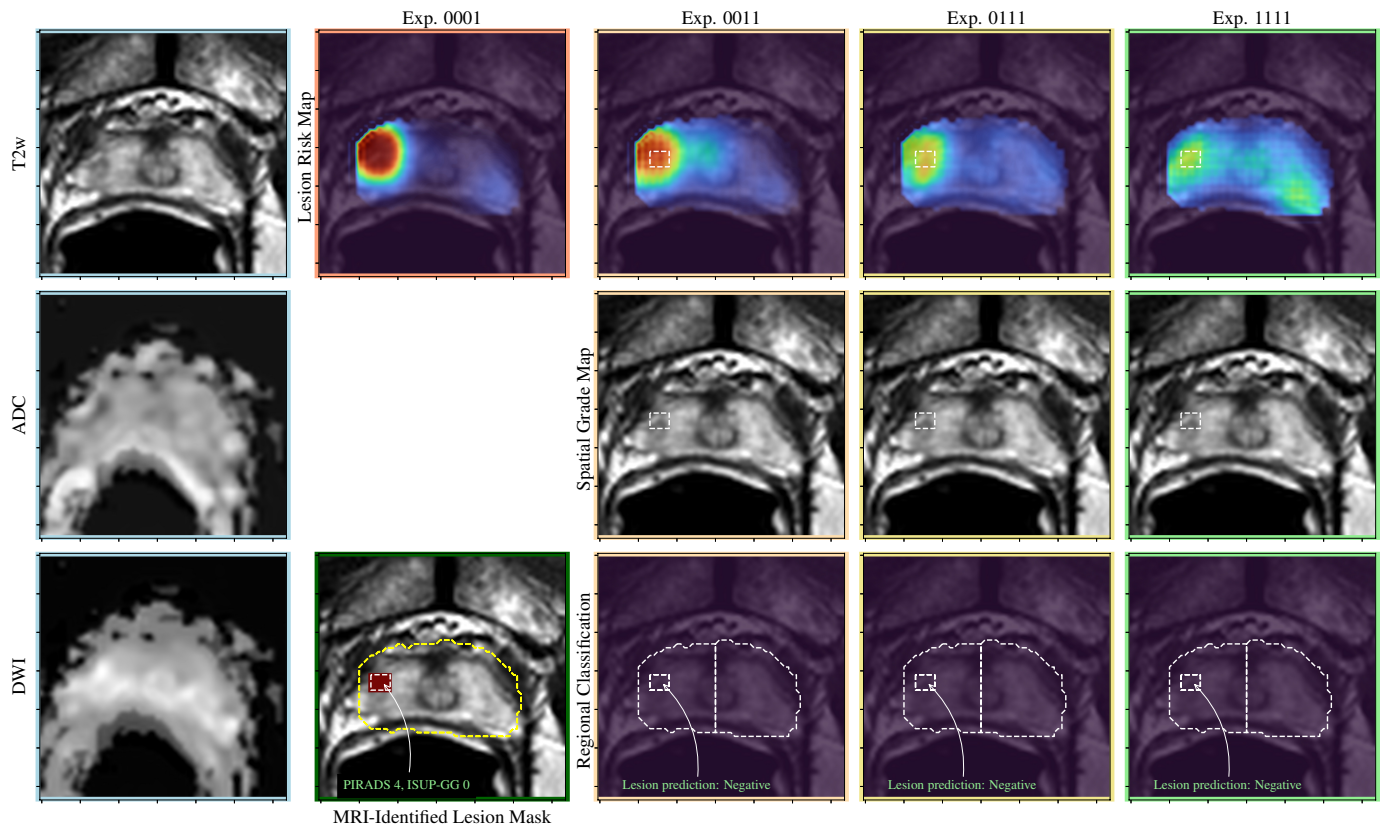 Exp. 0001
Exp. 0011
Exp. 0111
Exp. 1111
T2w
Lesion Risk Map
ADC
Spatial Grade Map
DWI
PIRADS 4, ISUP-GG 0
MRI-Identified Lesion Mask
Regional Classification
Lesion prediction: Negative
Lesion prediction: Negative
Lesion prediction: Negative